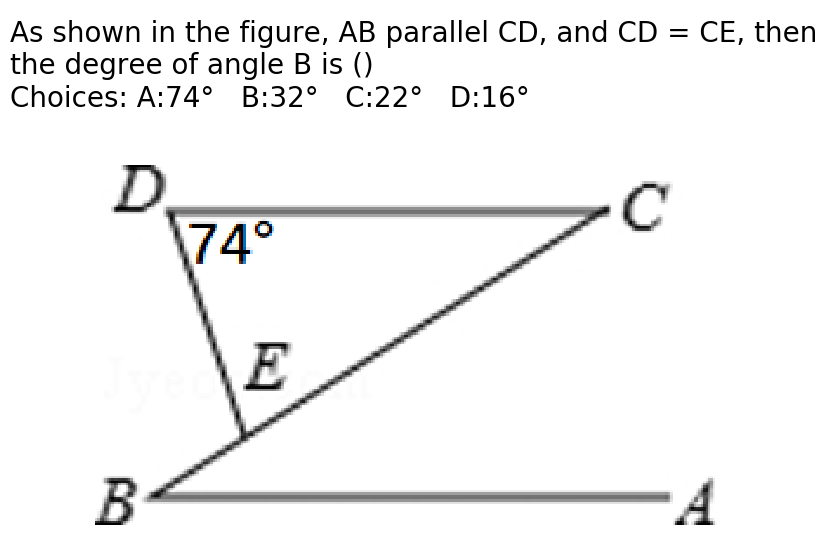 As shown in the figure, AB parallel CD, and CD = CE, then
the degree of angle B is ()
Choices: A:74° B:32° C:22° D:16°
D
C
74°
E
B
A